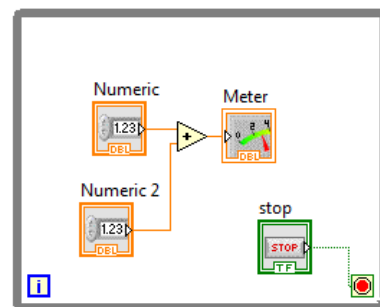 Numeric
1.23
DBL
+
Meter
0 2 4
DBL
Numeric 2
1.23
DBL
stop
STOP
TF
i